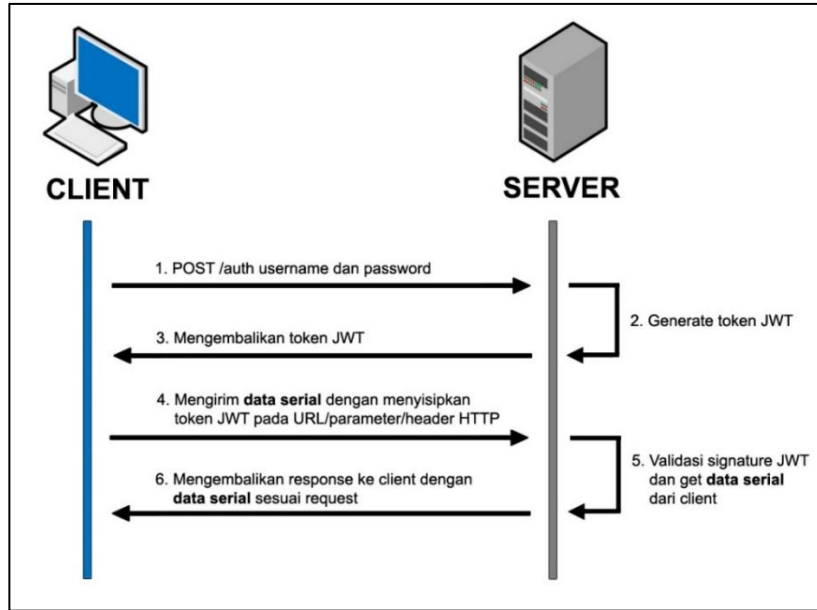 CLIENT
SERVER
1. POST /auth username dan password
2. Generate token JWT
3. Mengembalikan token JWT
4. Mengirim data serial dengan menyisipkan
token JWT pada URL/parameter/header HTTP
5. Validasi signature JWT
dan get data serial
dari client
6. Mengembalikan response ke client dengan
data serial sesuai request